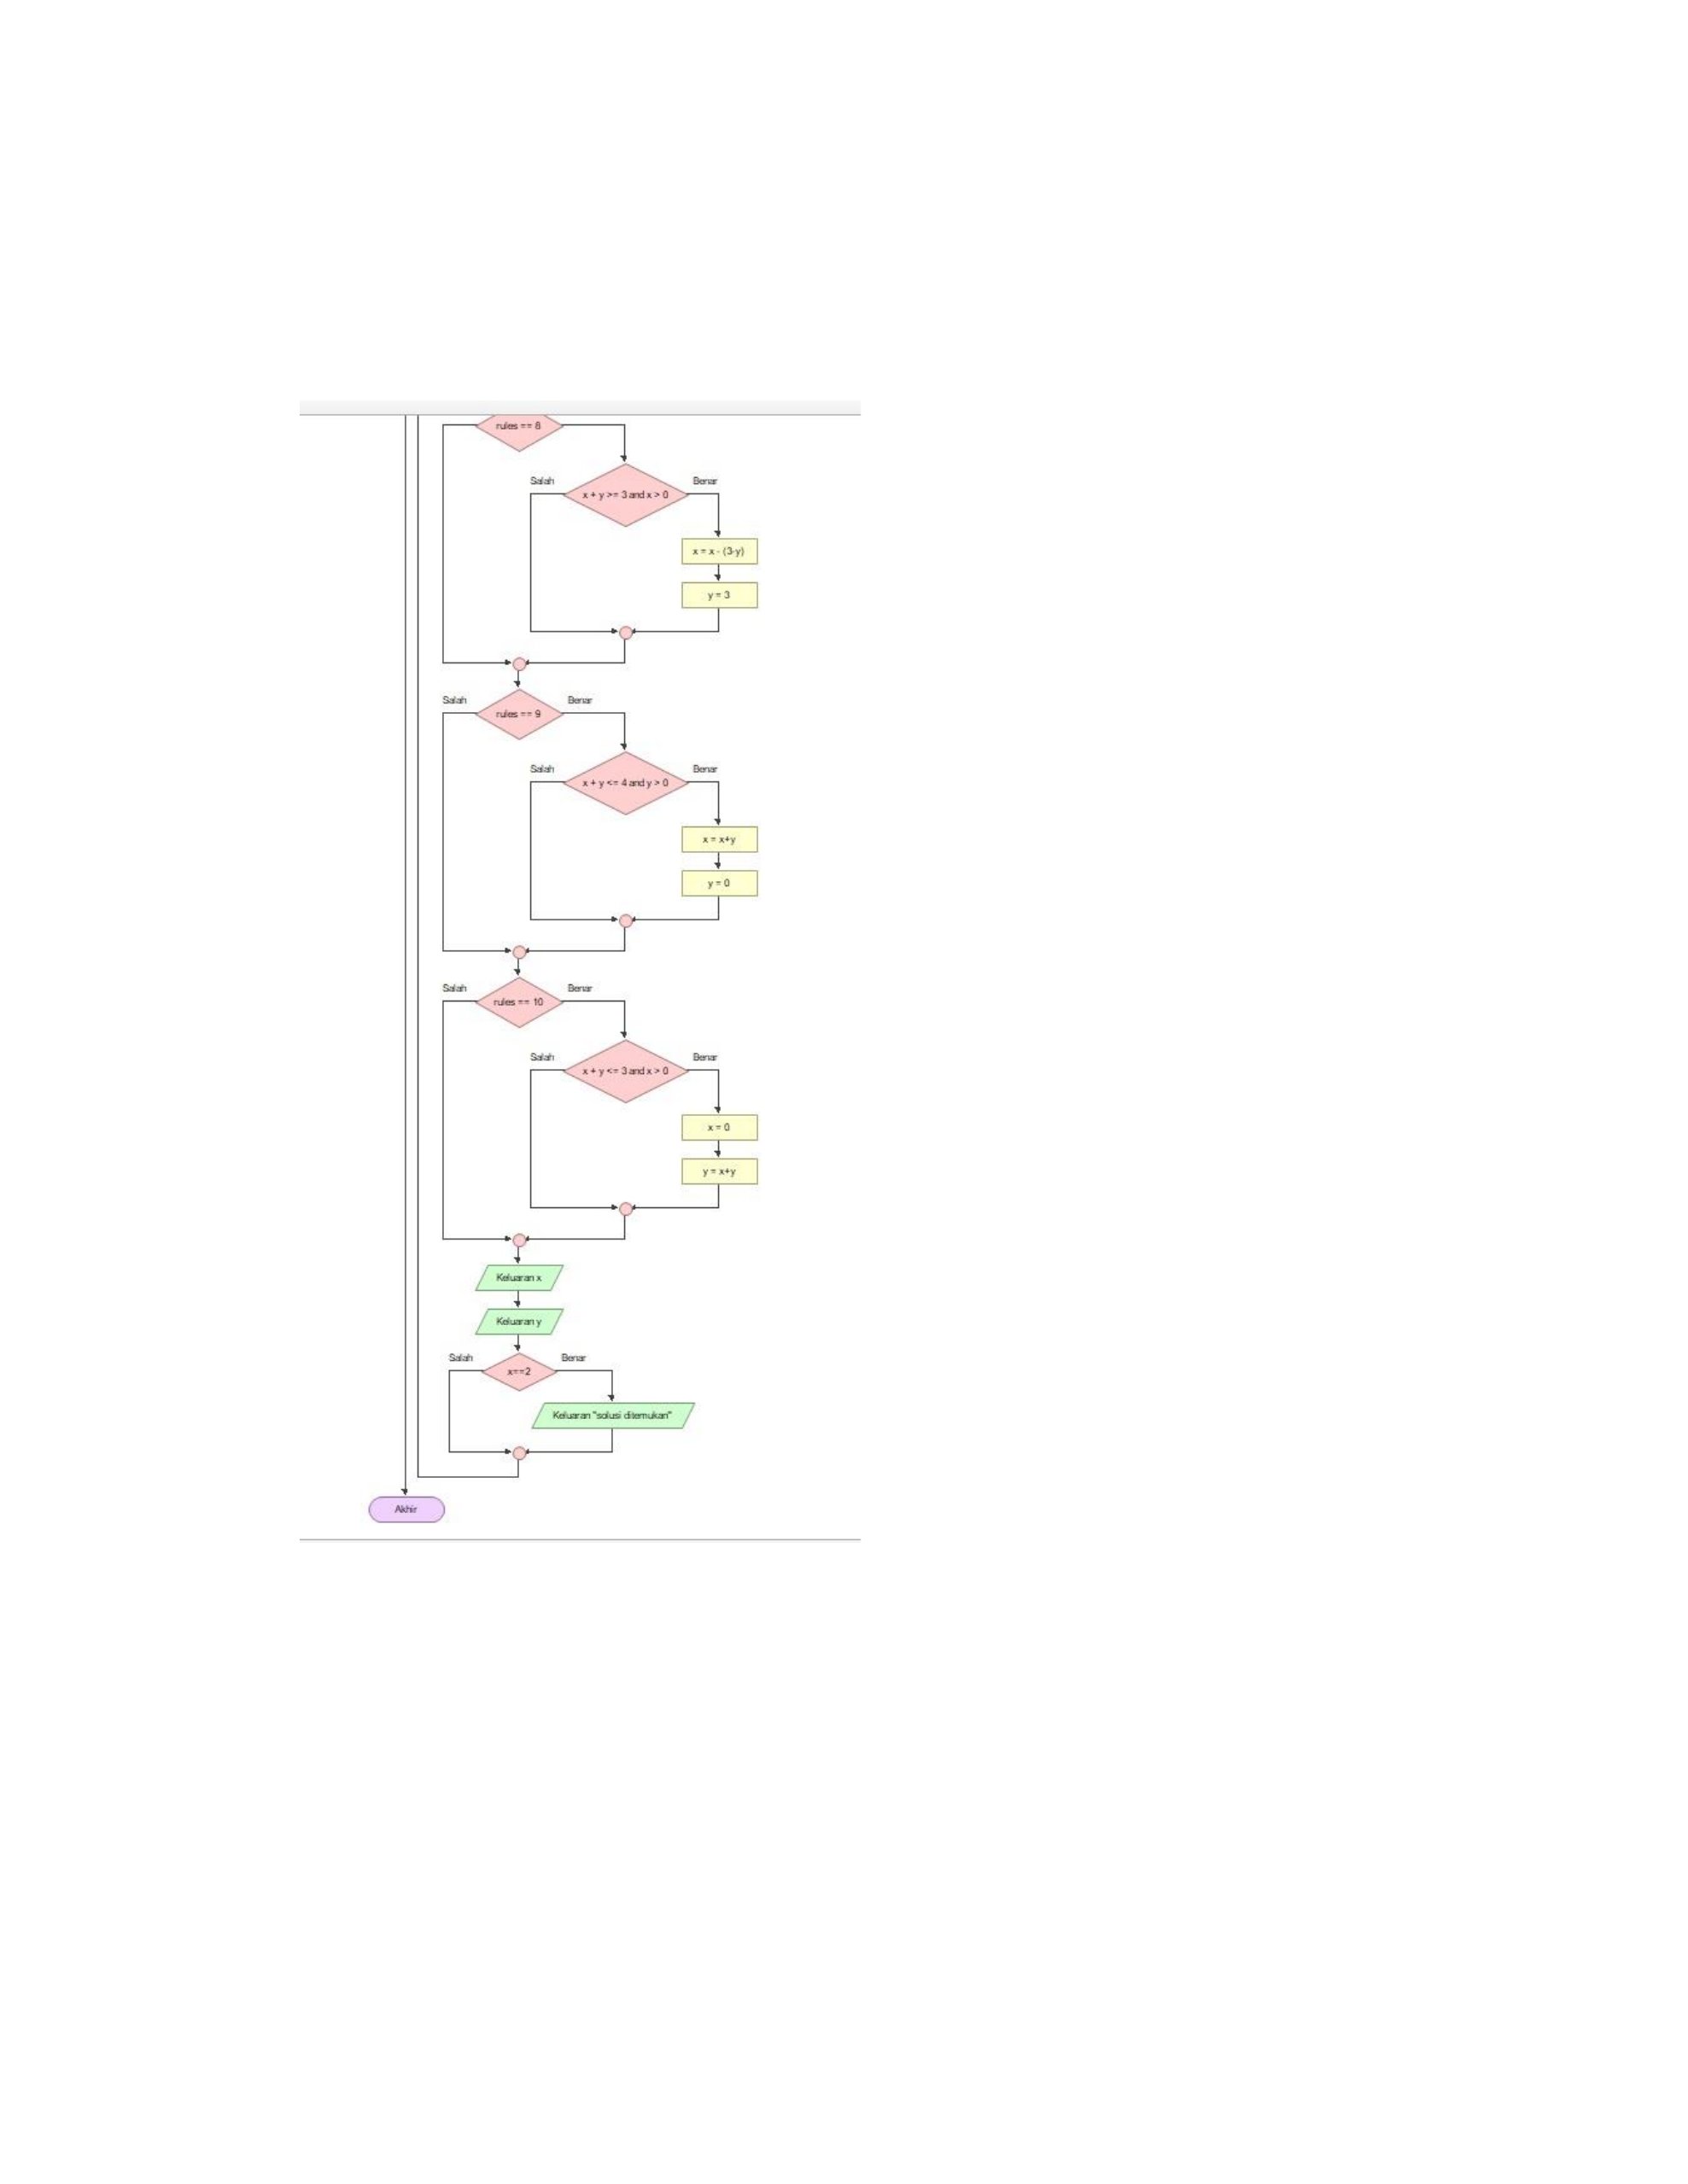 rules == 8
Salah
Benar
x + y >= 3 and x > 0
x = x - (3-y)
y = 3
Salah
Benar
rules == 9
Salah
Benar
x + y <= 4 and y > 0
x = x+y
y = 0
Salah
Benar
rules == 10
Salah
Benar
x + y <= 3 and x > 0
x = 0
y = x+y
Keluaran x
Keluaran y
Salah
Benar
x==2
Keluaran "solusi ditemukan"
Akhir